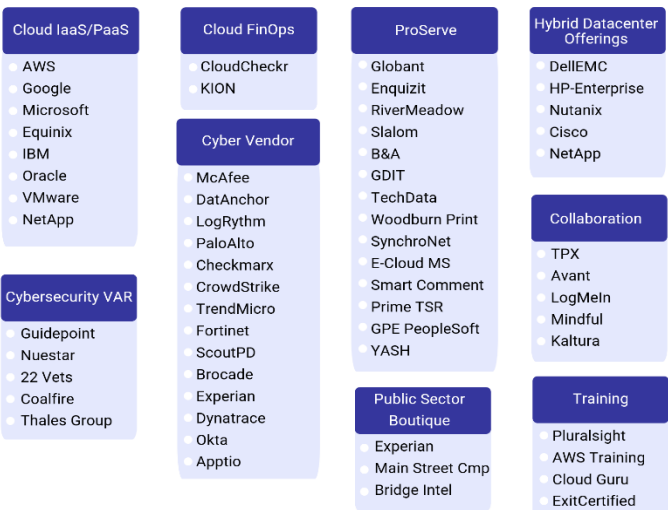 Cloud IaaS/PaaS
AWS
Google
Microsoft
Equinix
IBM
Oracle
VMware
NetApp
Cybersecurity VAR
Guidepoint
Nuestar
22 Vets
Coalfire
Thales Group
Cloud FinOps
CloudCheckr
KION
Cyber Vendor
McAfee
DatAnchor
LogRythm
PaloAlto
Checkmarx
CrowdStrike
TrendMicro
Fortinet
ScoutPD
Brocade
Experian
Dynatrace
Okta
Apptio
ProServe
Globant
Enquizit
RiverMeadow
Slalom
B&A
GDIT
TechData
Woodburn Print
SynchroNet
E-Cloud MS
Smart Comment
Prime TSR
GPE PeopleSoft
YASH
Public Sector
Boutique
Experian
Main Street Cmp
Bridge Intel
Hybrid Datacenter
Offerings
DellEMC
HP-Enterprise
Nutanix
Cisco
NetApp
Collaboration
TPX
Avant
LogMeIn
Mindful
Kaltura
Training
Pluralsight
AWS Training
Cloud Guru
ExitCertified